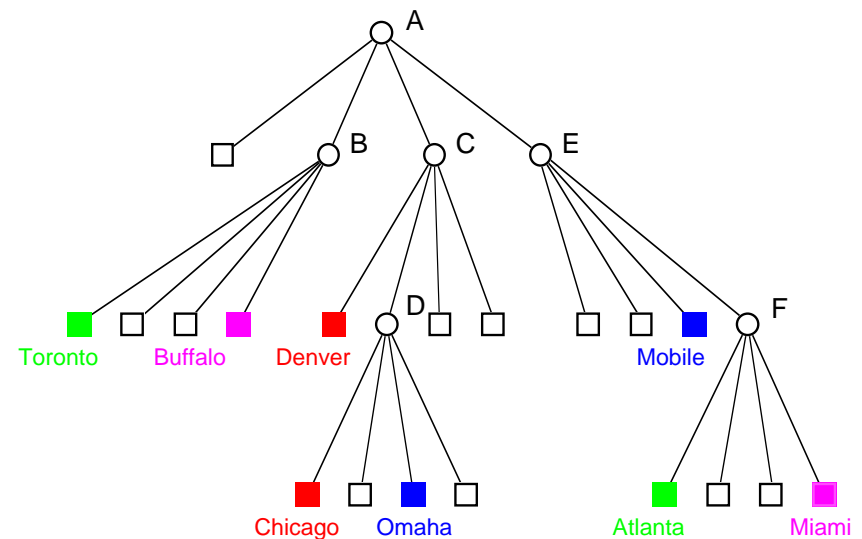 A
B
C
E
D
F
Toronto
Buffalo
Denver
Mobile
Chicago
Omaha
Atlanta
Miami